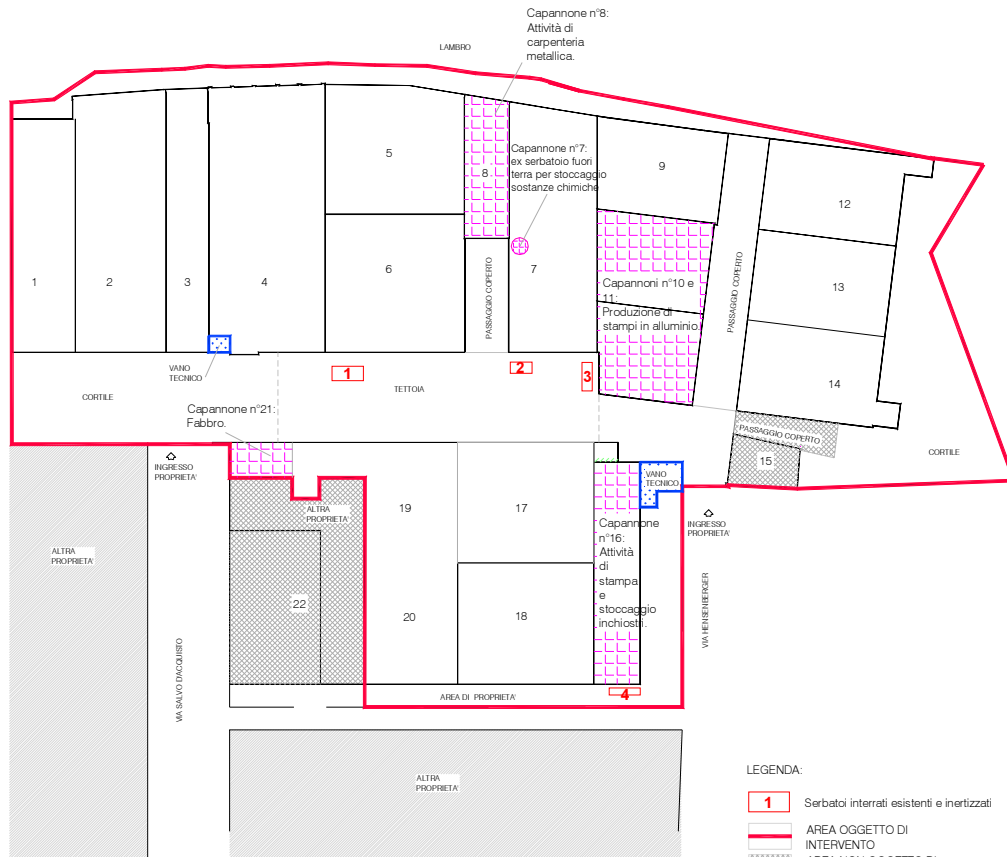 Capannone n°8:
Attività di
carpenteria
metallica.
LAMBRO
Capannone n°7:
ex serbatoio fuori
terra per stoccaggio
sostanze chimiche
5
8
9
12
1
2
3
4
6
7
13
14
PASSAGGIO COPERTO
PASSAGGIO COPERTO
Capannoni n°10 e
11:
Produzione di
stampi in alluminio.
VANO
TECNICO
1
2
3
TETTOIA
CORTILE
Capannone n°21:
Fabbro.
PASSAGGIO COPERTO
15
CORTILE
INGRESSO
PROPRIETA'
VANO
TECNICO
ALTRA
PROPRIETA'
19
17
Capannone
n°16:
Attività
di
stampa
e
stoccaggio
inchiostri.
INGRESSO
PROPRIETA'
ALTRA
PROPRIETA'
22
20
18
VIA HENSENBERGER
VIA SALVO D'ACQUISTO
AREA DI PROPRIETA'
4
ALTRA
PROPRIETA'
LEGENDA:
1 Serbatoi interrati esistenti e inertizzati
AREA OGGETTO DI
INTERVENTO
AREA NON OGGETTO DI